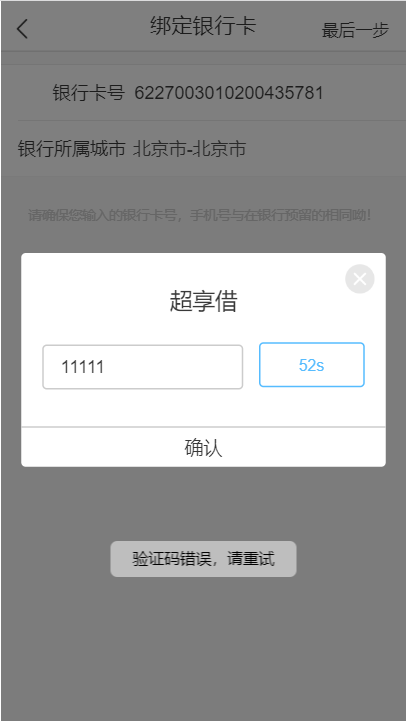 绑定银行卡 最后一步
银行卡号 6227003010200435781
银行所属城市 北京市-北京市
请确保您输入的银行卡号，手机号与在银行预留的相同呦！
超享借
11111 52s
确认
验证码错误，请重试